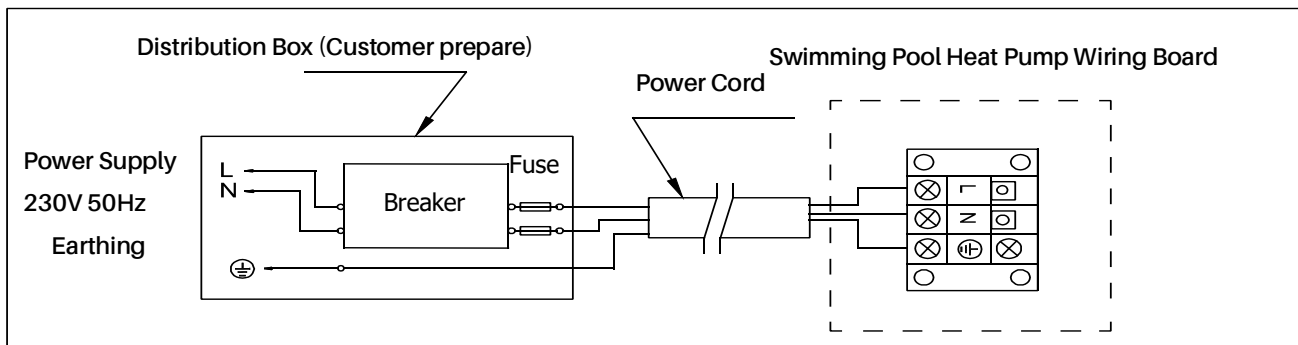 Distribution Box (Customer prepare)
Swimming Pool Heat Pump Wiring Board
Power Cord
Power Supply
230V 50Hz
Earthing
L
N
Breaker
Fuse
L
N